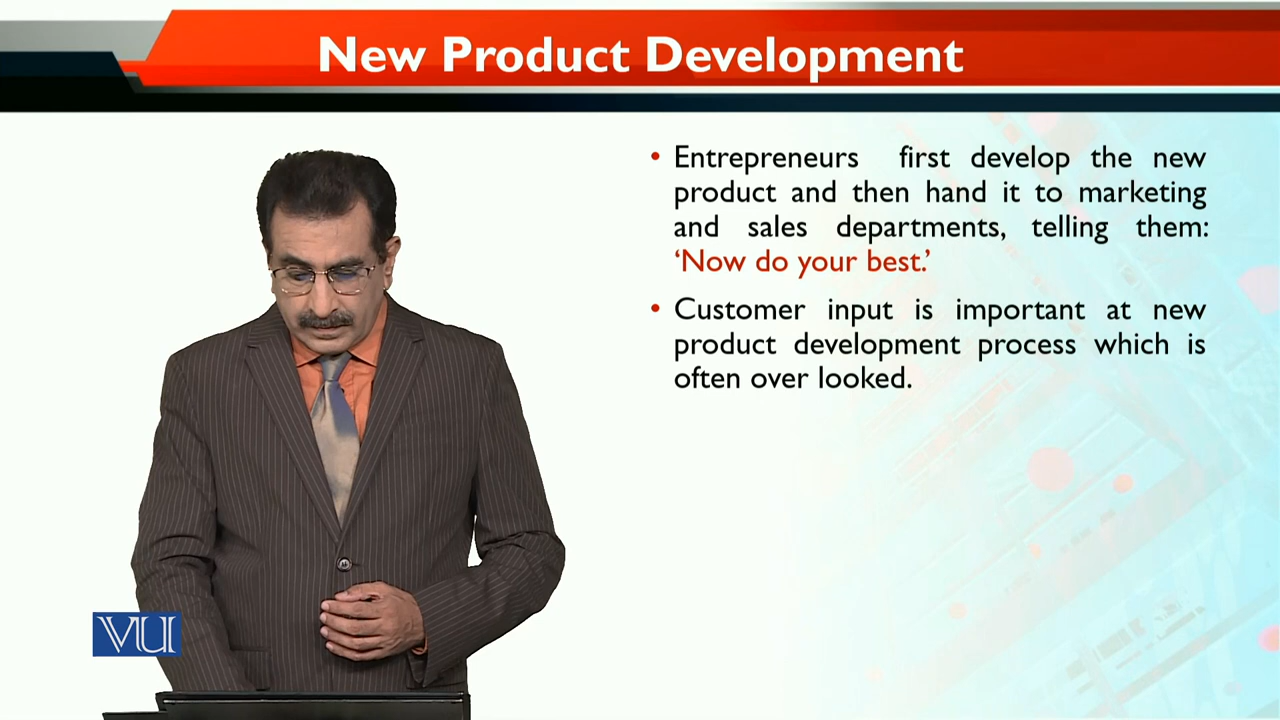 New Product Development
• Entrepreneurs first develop the new
product and then hand it to marketing
and sales departments, telling them:
‘Now do your best.’
• Customer input is important at new
product development process which is
often over looked.
VU